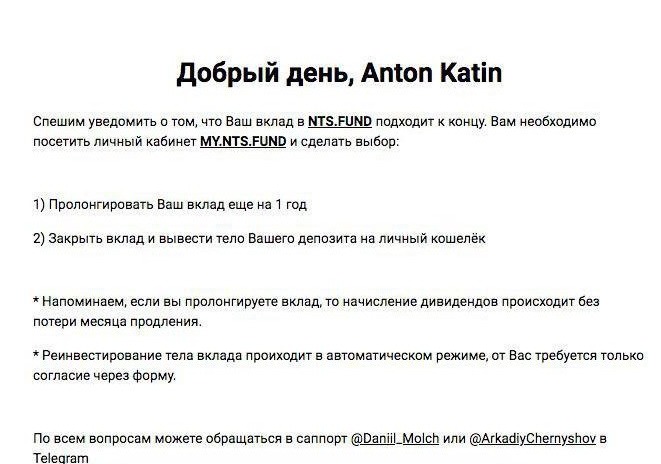 Добрый день, Anton Katin
Спешим уведомить о том, что Ваш вклад в NTS.FUND подходит к концу. Вам необходимо
посетить личный кабинет MY.NTS.FUND и сделать выбор:
1) Пролонгировать Ваш вклад еще на 1 год
2) Закрыть вклад и вывести тело Вашего депозита на личный кошелёк
* Напоминаем, если вы пролонгируете вклад, то начисление дивидендов происходит без
потери месяца продления.
* Реинвестирование тела вклада проиходит в автоматическом режиме, от Вас требуется только
согласие через форму.
По всем вопросам можете обращаться в саппорт @Daniil_Molch или @ArkadiyChernyshov в
Telegram